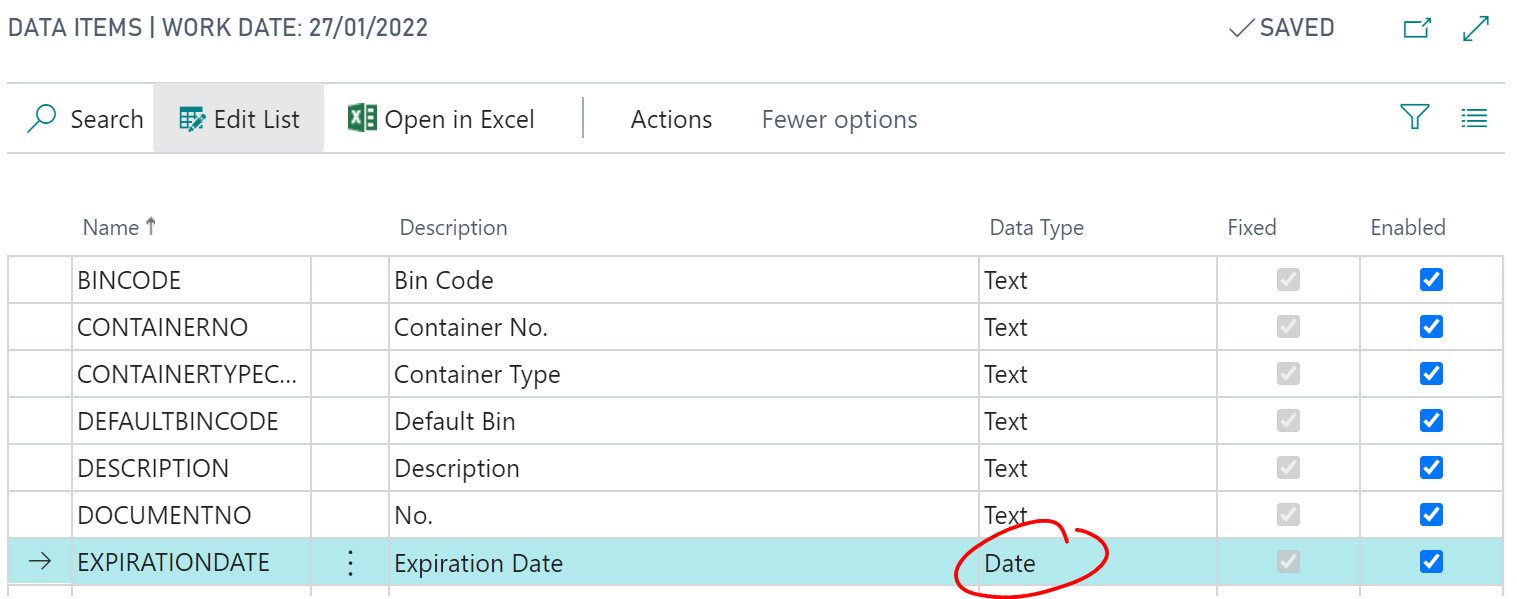 DATA ITEMS | WORK DATE: 27/01/2022 SAVED
Search Edit List Open in Excel Actions Fewer options
Name Description Data Type Fixed Enabled
BINCODE Bin Code Text
CONTAINERNO Container No. Text
CONTAINERTYPEC... Container Type Text
DEFAULTBINCODE Default Bin Text
DESCRIPTION Description Text
DOCUMENTNO No. Text
EXPIRATIONDATE Expiration Date Date